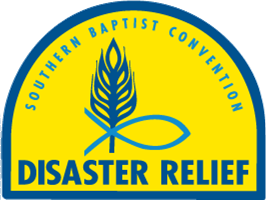 SOUTHERN BAPTIST CONVENTION
DISASTER RELIEF